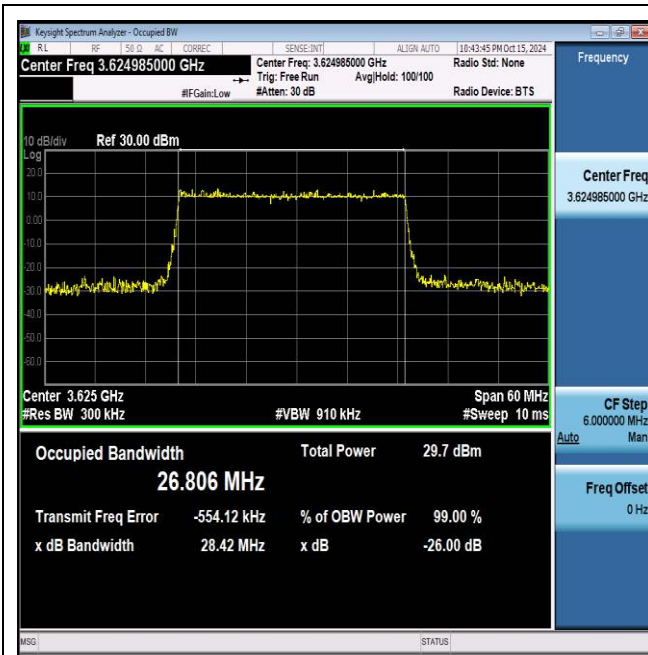 Keysight Spectrum Analyzer - Occupied BW
RL RF 50 Ω AC CORREC SENSE:INT ALIGN AUTO 10:43:45 PM Oct 15, 2024
Center Freq 3.624985000 GHz Center Freq: 3.624985000 GHz Radio Std: None
Trig: Free Run Avg|Hold: 100/100
#IFGain:Low #Atten: 30 dB Radio Device: BTS
10 dB/div Ref 30.00 dBm
Log
20.0
10.0
0.00
-10.0
-20.0
-30.0
-40.0
-50.0
-60.0
Center 3.625 GHz Span 60 MHz
#Res BW 300 kHz #VBW 910 kHz #Sweep 10 ms
Occupied Bandwidth Total Power 29.7 dBm
26.806 MHz
Transmit Freq Error -554.12 kHz % of OBW Power 99.00 %
x dB Bandwidth 28.42 MHz x dB -26.00 dB
MSG STATUS
Frequency
Center Freq
3.624985000 GHz
CF Step
6.000000 MHz
Auto Man
Freq Offset
0 Hz